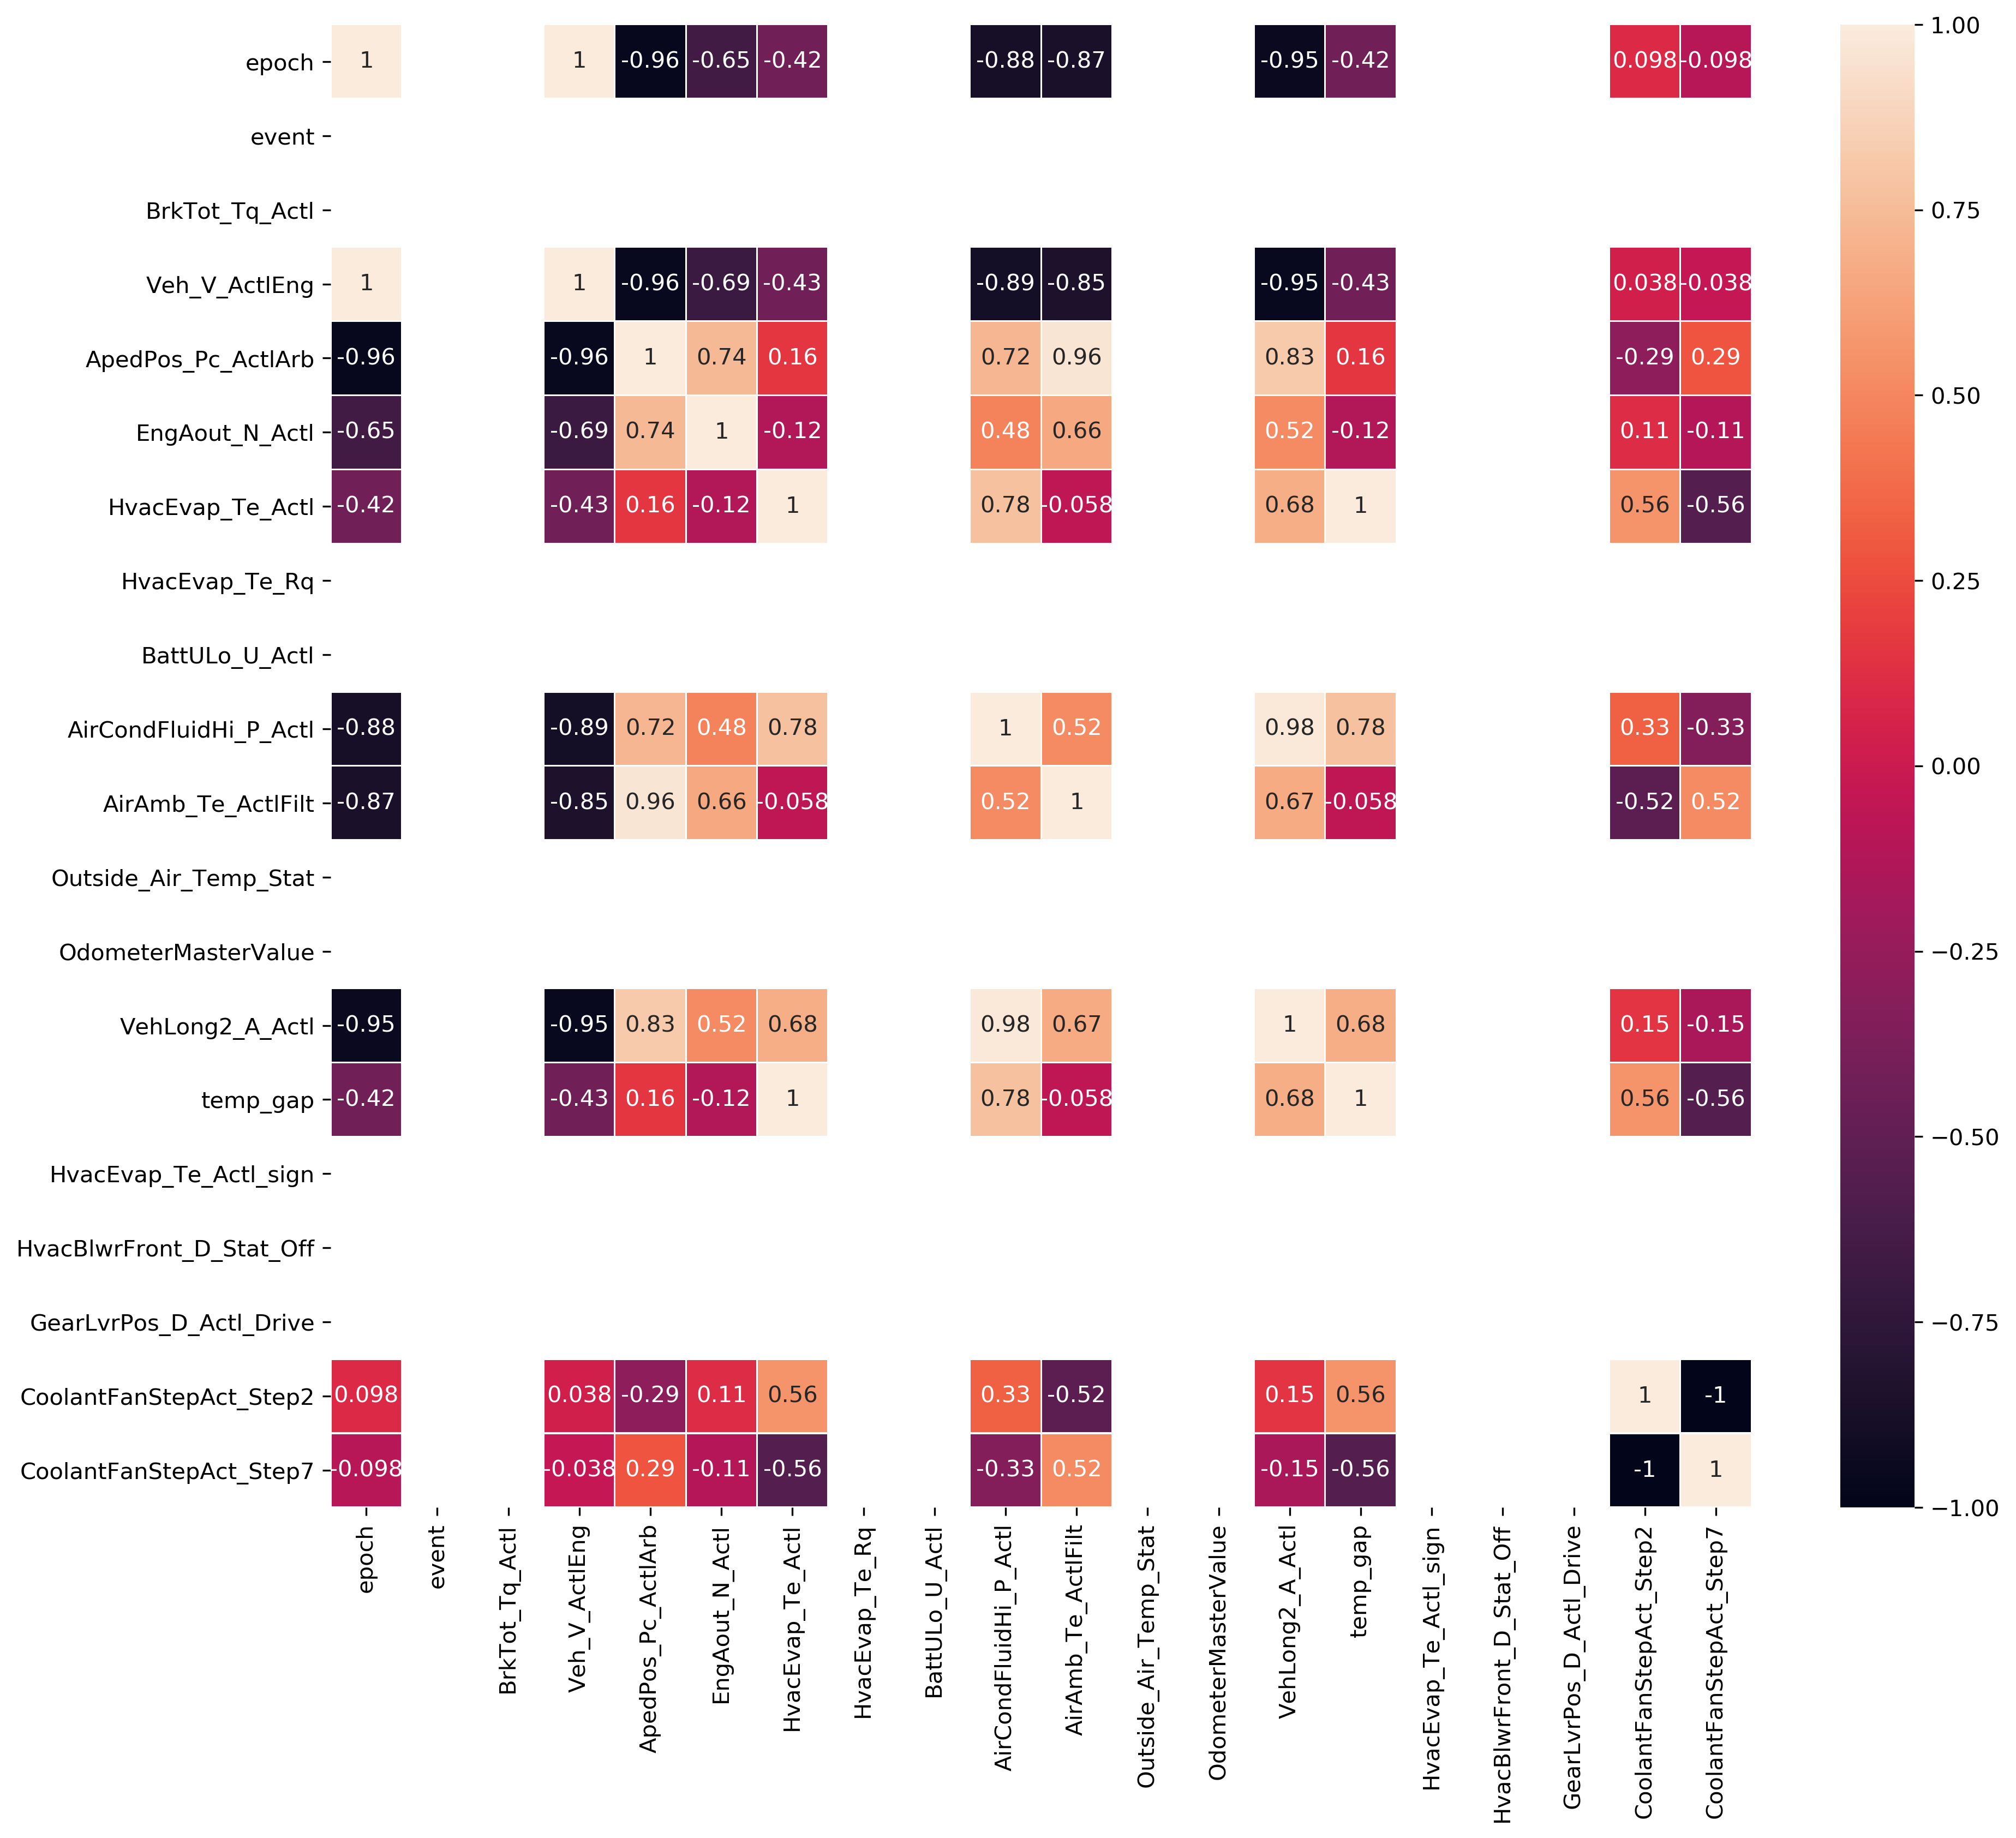 epoch 1 1 -0.96 -0.65 -0.42 -0.88 -0.87 -0.95 -0.42 0.098 -0.098
event
BrkTot_Tq_Actl
Veh_V_ActlEng 1 1 -0.96 -0.69 -0.43 -0.89 -0.85 -0.95 -0.43 0.038 -0.038
ApedPos_Pc_ActlArb -0.96 -0.96 1 0.74 0.16 0.72 0.96 0.83 0.16 -0.29 0.29
EngAout_N_Actl -0.65 -0.69 0.74 1 -0.12 0.48 0.66 0.52 -0.12 0.11 -0.11
HvacEvap_Te_Actl -0.42 -0.43 0.16 -0.12 1 0.78 -0.058 0.68 1 0.56 -0.56
HvacEvap_Te_Rq
BattULo_U_Actl
AirCondFluidHi_P_Actl -0.88 -0.89 0.72 0.48 0.78 1 0.52 0.98 0.78 0.33 -0.33
AirAmb_Te_ActlFilt -0.87 -0.85 0.96 0.66 -0.058 0.52 1 0.67 -0.058 -0.52 0.52
Outside_Air_Temp_Stat
OdometerMasterValue
VehLong2_A_Actl -0.95 -0.95 0.83 0.52 0.68 0.98 0.67 1 0.68 0.15 -0.15
temp_gap -0.42 -0.43 0.16 -0.12 1 0.78 -0.058 0.68 1 0.56 -0.56
HvacEvap_Te_Actl_sign
HvacBlwrFront_D_Stat_Off
GearLvrPos_D_Actl_Drive
CoolantFanStepAct_Step2 0.098 0.038 -0.29 0.11 0.56 0.33 -0.52 0.15 0.56 1 -1
CoolantFanStepAct_Step7 -0.098 -0.038 0.29 -0.11 -0.56 -0.33 0.52 -0.15 -0.56 -1 1
epoch
event
BrkTot_Tq_Actl
Veh_V_ActlEng
ApedPos_Pc_ActlArb
EngAout_N_Actl
HvacEvap_Te_Actl
HvacEvap_Te_Rq
BattULo_U_Actl
AirCondFluidHi_P_Actl
AirAmb_Te_ActlFilt
Outside_Air_Temp_Stat
OdometerMasterValue
VehLong2_A_Actl
temp_gap
HvacEvap_Te_Actl_sign
HvacBlwrFront_D_Stat_Off
GearLvrPos_D_Actl_Drive
CoolantFanStepAct_Step2
CoolantFanStepAct_Step7
1.00
0.75
0.50
0.25
0.00
−0.25
−0.50
−0.75
−1.00